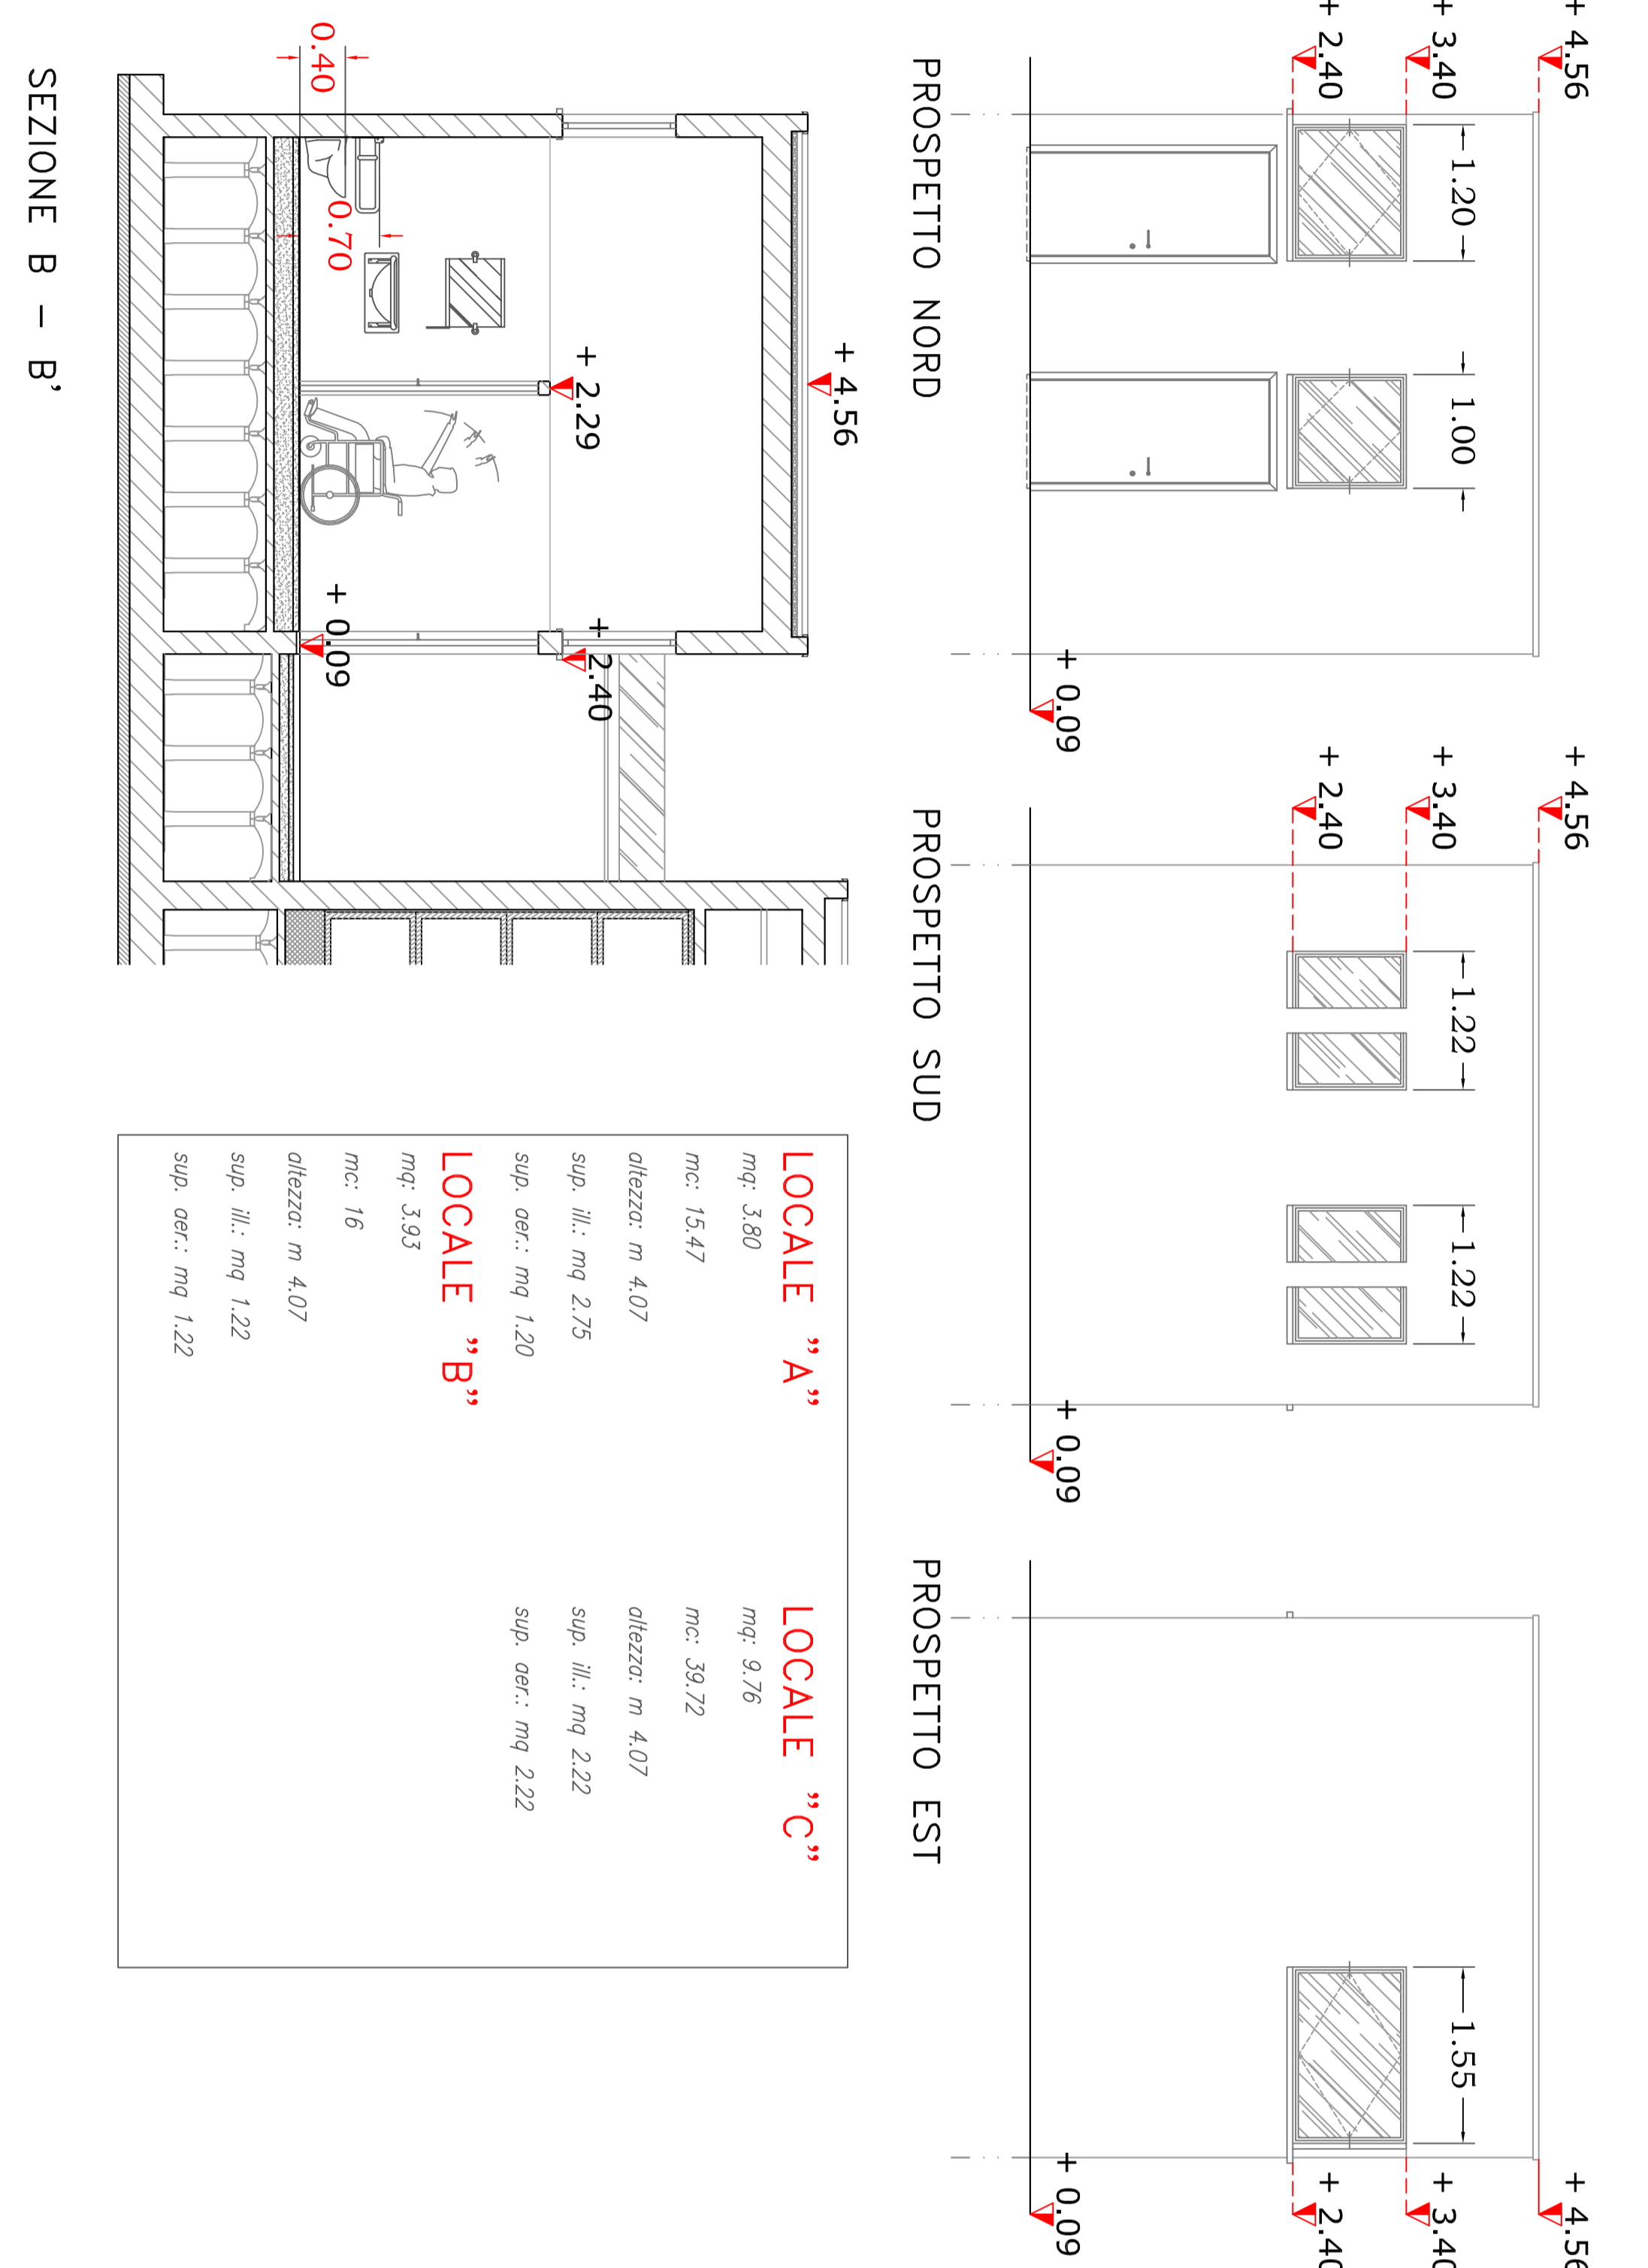 + 4.56
+ 3.40
+ 2.40
1.20
1.00
+ 0.09
PROSPETTO NORD
+ 4.56
+ 3.40
+ 2.40
1.22
1.22
+ 0.09
PROSPETTO SUD
1.55
+ 4.56
+ 3.40
+ 2.40
+ 0.09
PROSPETTO EST
+ 4.56
+ 2.29
+ 2.40
+ 0.09
0.70
0.40
SEZIONE B - B'
LOCALE "A"
mq: 3.80
mc: 15.47
altezza: m 4.07
sup. ill.: mq 2.75
sup. aer.: mq 1.20
LOCALE "B"
mq: 3.93
mc: 16
altezza: m 4.07
sup. ill.: mq 1.22
sup. aer.: mq 1.22
LOCALE "C"
mq: 9.76
mc: 39.72
altezza: m 4.07
sup. ill.: mq 2.22
sup. aer.: mq 2.22